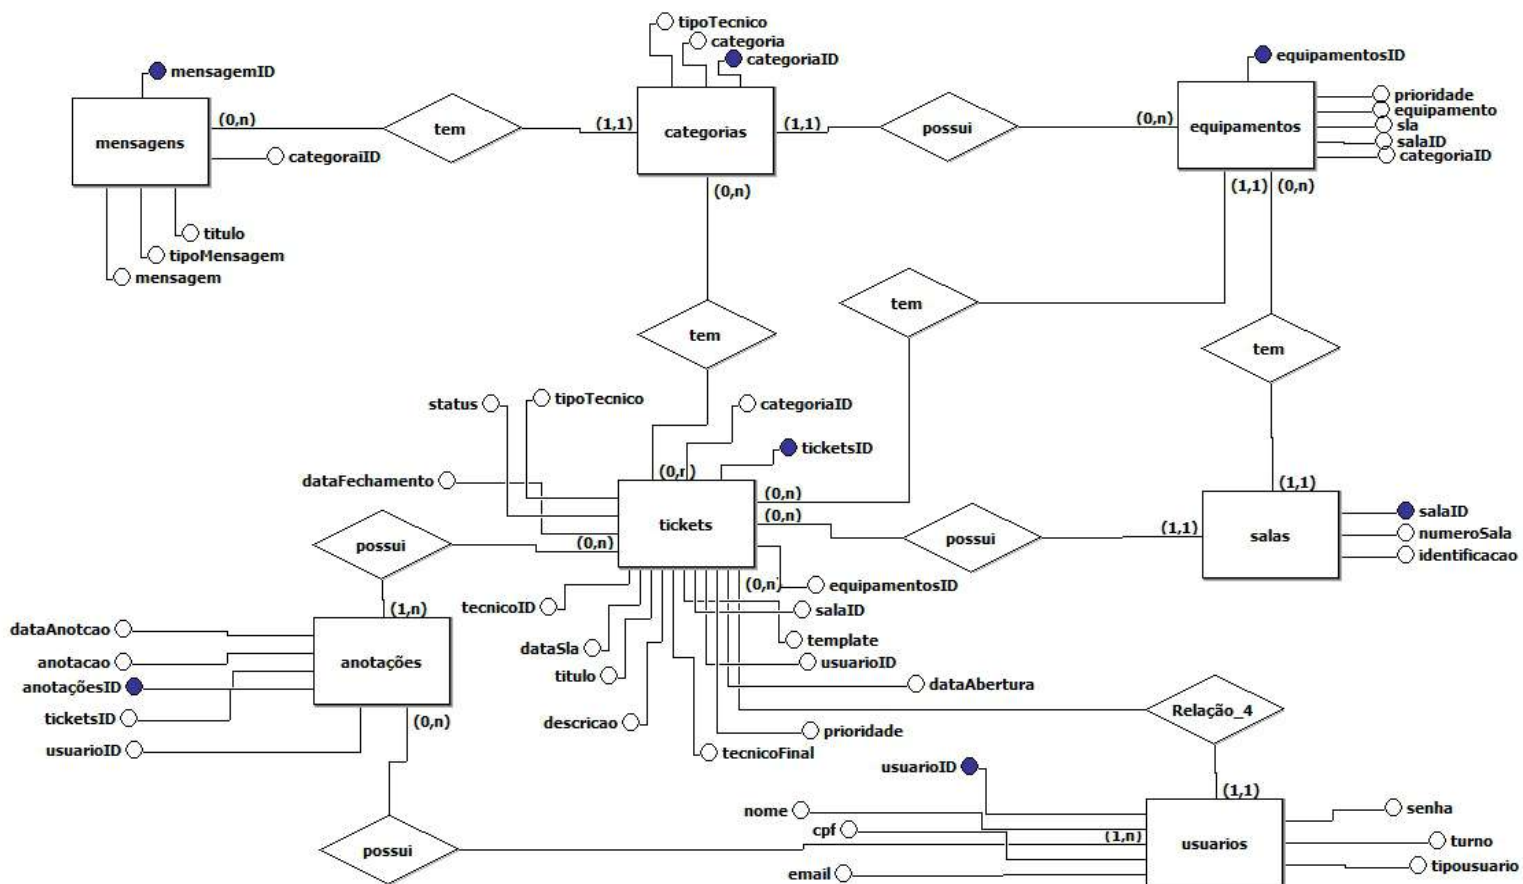 tipoTecnico
categoria
categoriaID
equipamentosID
mensagemID
prioridade
equipamento
sla
salaID
categoriaID
mensagens
(0,n)
tem
(1,1)
categorias
(1,1)
possui
(0,n)
equipamentos
categoraiID
(0,n)
(1,1)
(0,n)
titulo
tipoMensagem
mensagem
tem
tem
tem
status
tipoTecnico
categoriaID
ticketsID
dataFechamento
(0,n)
(0,n)
(0,n)
(1,1)
salaID
numeroSala
identificacao
tickets
possui
(0,n)
possui
(1,1)
salas
(0,n)
equipamentosID
tecnicoID
salaID
(1,n)
dataAnotcao
template
dataSla
usuarioID
anotacao
anotações
titulo
dataAbertura
anotaçõesID
ticketsID
(0,n)
descricao
Relação_4
prioridade
usuarioID
tecnicoFinal
usuarioID
(1,1)
nome
senha
cpf
(1,n)
usuarios
turno
possui
tipousuario
email